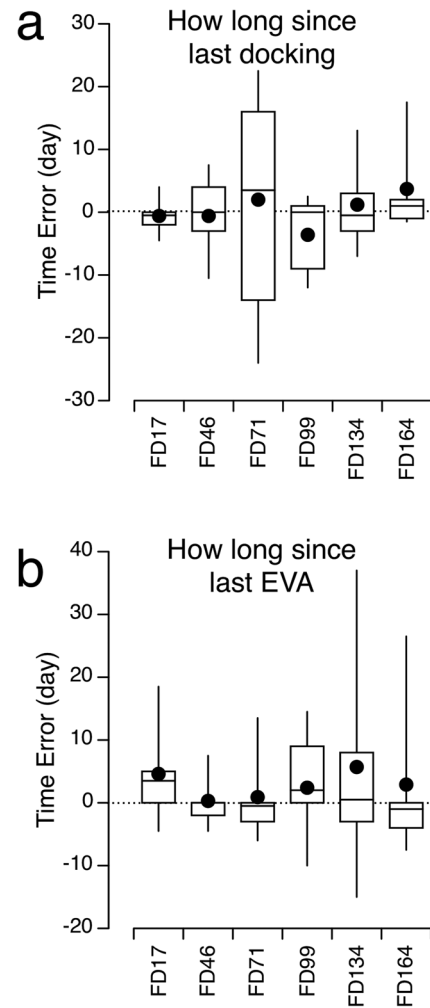 a
How long since
last docking
Time Error (day)
30
20
10
0
-10
-20
-30
FD17
FD46
FD71
FD99
FD134
FD164
b
How long since
last EVA
Time Error (day)
40
30
20
10
0
-10
-20
FD17
FD46
FD71
FD99
FD134
FD164